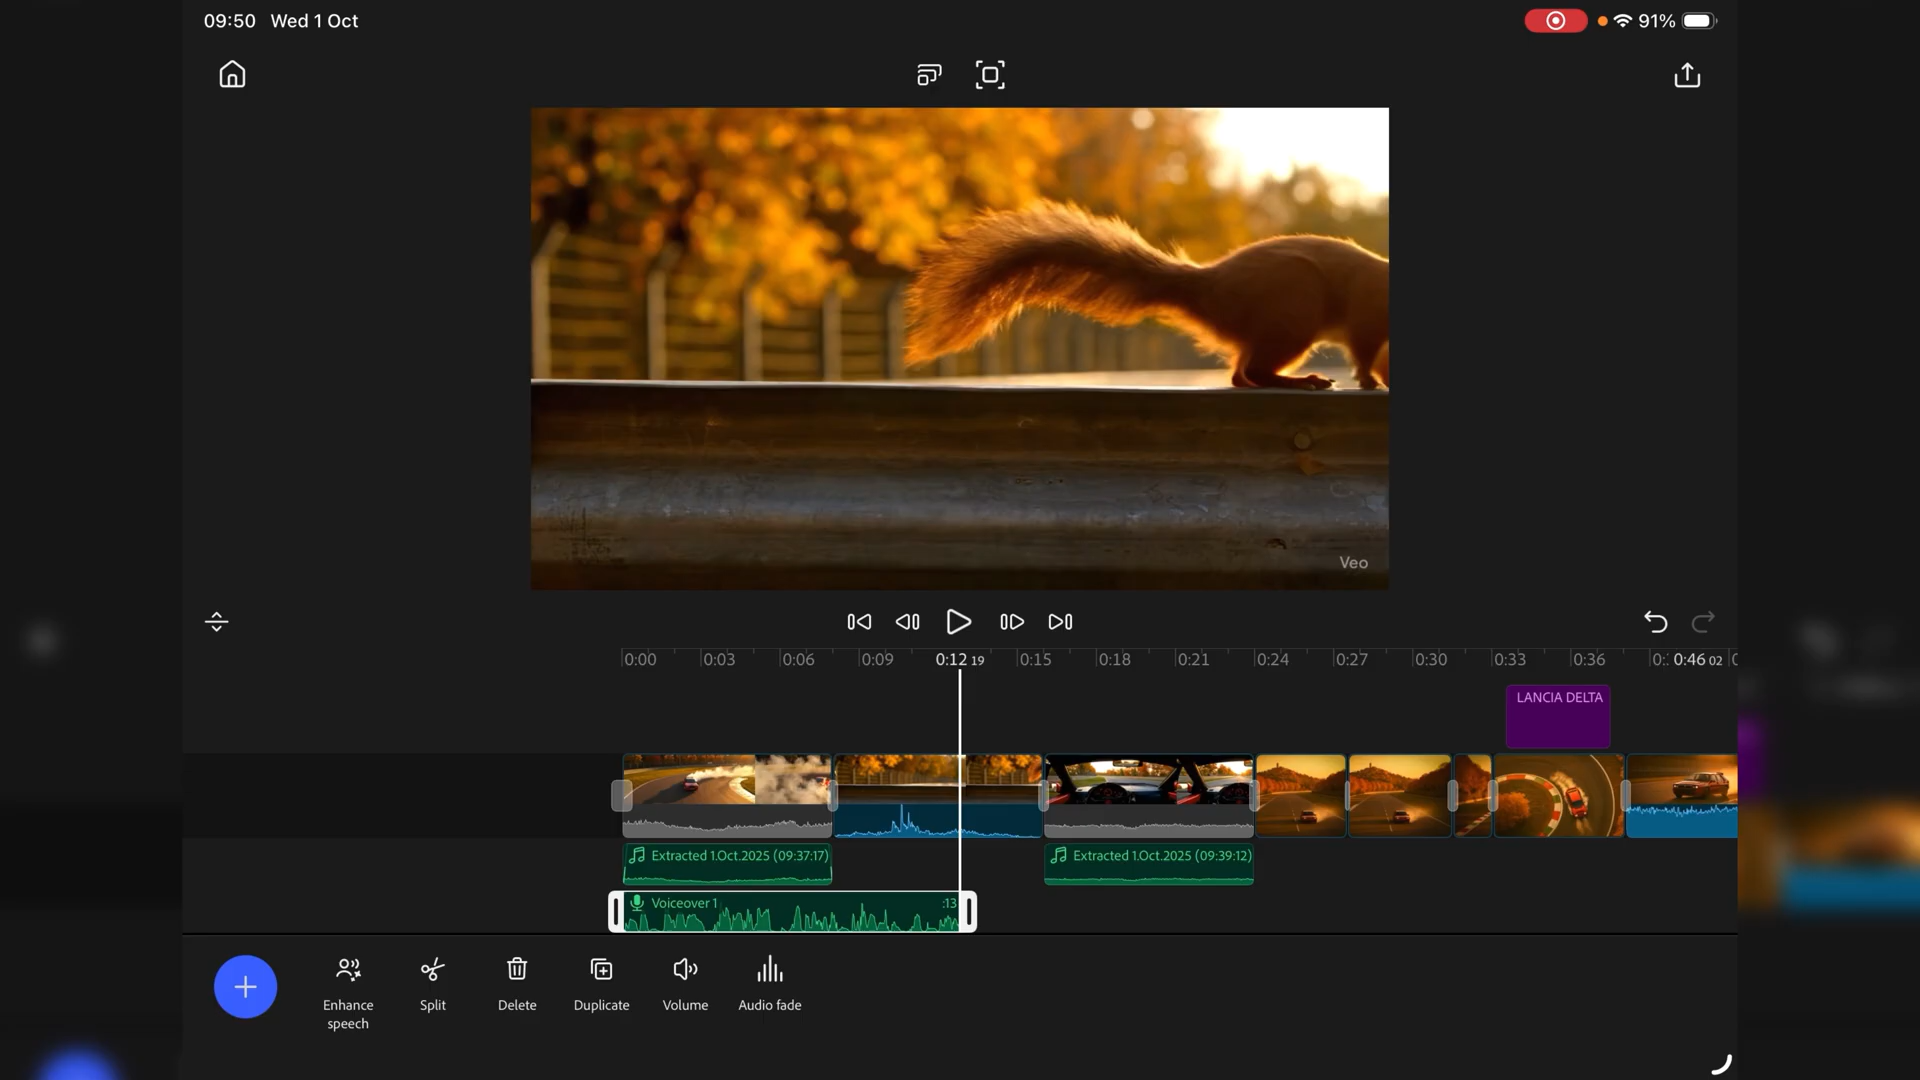 09:50 Wed 1 Oct
91%
Veo
0:00 0:03 0:06 0:09 0:12 19 0:15 0:18 0:21 0:24 0:27 0:30 0:33 0:36 0: 0:46 02
LANCIA DELTA
Extracted 1.Oct.2025 (09:37:17)
Extracted 1.Oct.2025 (09:39:12)
Voiceover 1 :13
Enhance speech
Split
Delete
Duplicate
Volume
Audio fade